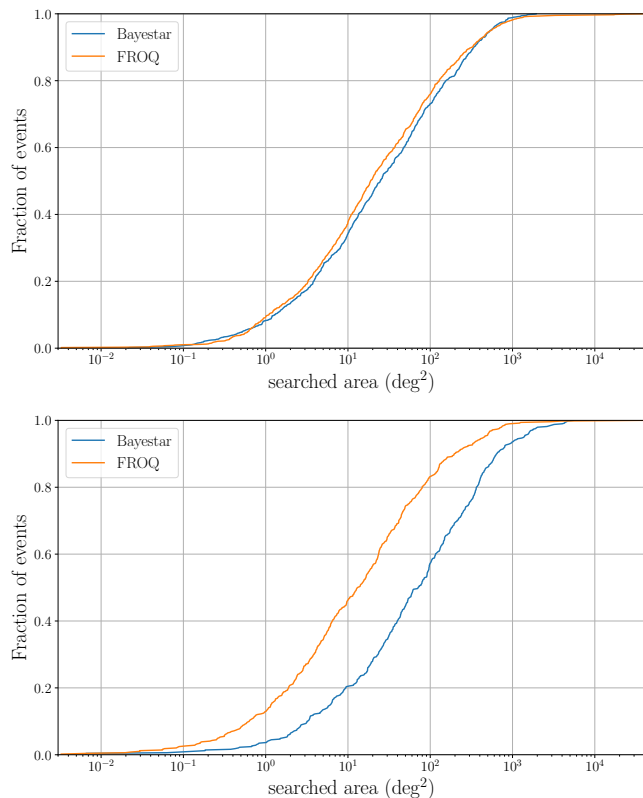 1.0
Bayestar
FROQ
0.8
0.6
0.4
0.2
0.0
Fraction of events
10⁻² 10⁻¹ 10⁰ 10¹ 10² 10³ 10⁴
searched area (deg²)
1.0
Bayestar
FROQ
0.8
0.6
0.4
0.2
0.0
Fraction of events
10⁻² 10⁻¹ 10⁰ 10¹ 10² 10³ 10⁴
searched area (deg²)